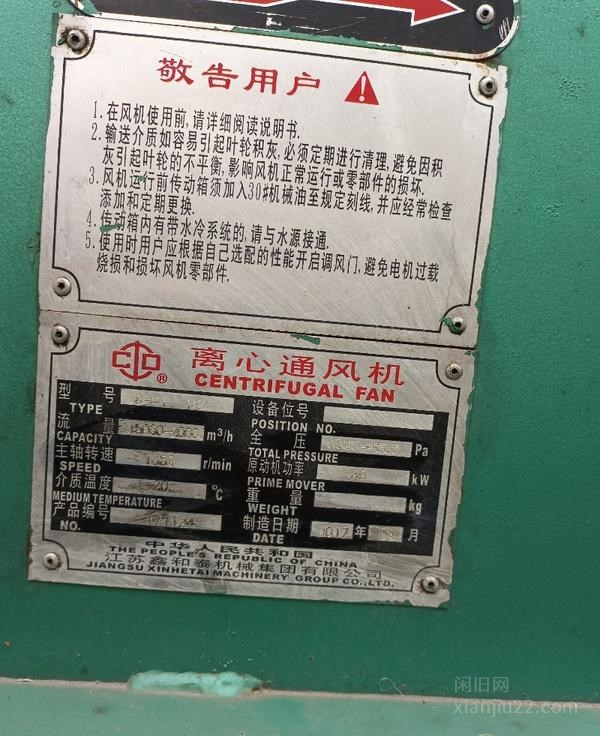 敬告用户
1. 在风机使用前,请详细阅读说明书.
2. 输送介质如容易引起叶轮积灰,必须定期进行清理,避免因积
灰引起叶轮的不平衡,影响风机正常运行或零部件的损坏.
3. 风机运行前传动箱须加入30#机械油至规定刻线,并应经常检查
添加和定期更换.
4. 传动箱内有带水冷系统的,请与水源接通.
5. 使用时用户应根据自己选配的性能开启调风门,避免电机过载
烧损和损坏风机零部件.
®
离心通风机
CENTRIFUGAL FAN
型号 设备位号
TYPE POSITION NO.
流量 m³/h 全压 Pa
CAPACITY TOTAL PRESSURE
主轴转速 r/min 原动机功率 kW
SPEED PRIME MOVER
介质温度 ℃ 重量 kg
MEDIUM TEMPERATURE WEIGHT
产品编号 制造日期 年 月
NO. DATE
中华人民共和国
THE PEOPLE'S REPUBLIC OF CHINA
江苏鑫和泰机械集团有限公司
JIANGSU XINHETAI MACHINERY GROUP CO.,LTD.
闲旧网
xianjiu22.com